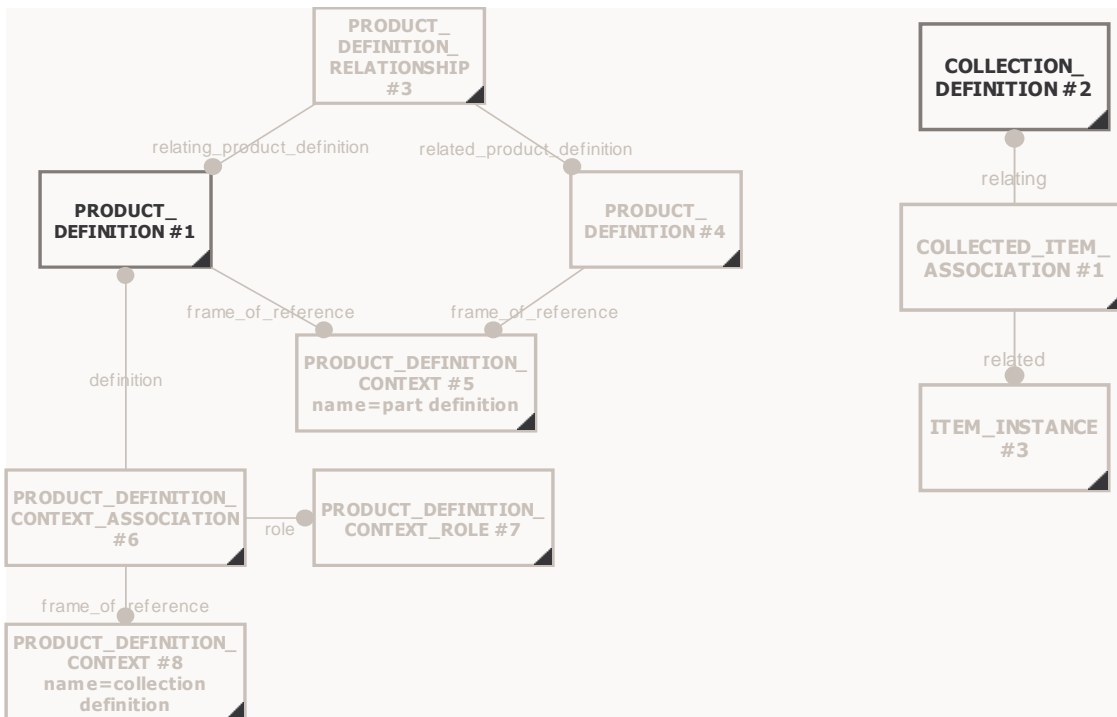 PRODUCT_
DEFINITION_
RELATIONSHIP
#3
COLLECTION_
DEFINITION #2
relating_product_definition
related_product_definition
relating
PRODUCT_
DEFINITION #1
PRODUCT_
DEFINITION #4
COLLECTED_ITEM_
ASSOCIATION #1
frame_of_reference
frame_of_reference
related
definition
PRODUCT_DEFINITION_
CONTEXT #5
name=part definition
ITEM_INSTANCE
#3
PRODUCT_DEFINITION_
CONTEXT_ASSOCIATION
#6
role
PRODUCT_DEFINITION_
CONTEXT_ROLE #7
frame_of_reference
PRODUCT_DEFINITION_
CONTEXT #8
name=collection
definition